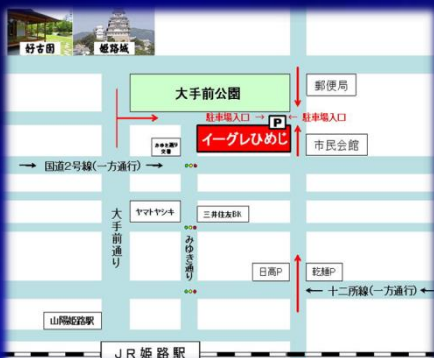 好古園
姫路城
大手前公園
郵便局
駐車場入口 →
P
← 駐車場入口
イーグレひめじ
市民会館
→ 国道2号線(一方通行) →
大手前通り
ヤマトヤシキ
三井住友BK
みゆき通り
日高P
乾麺P
← 十二所線(一方通行) ←
山陽姫路駅
JR姫路駅